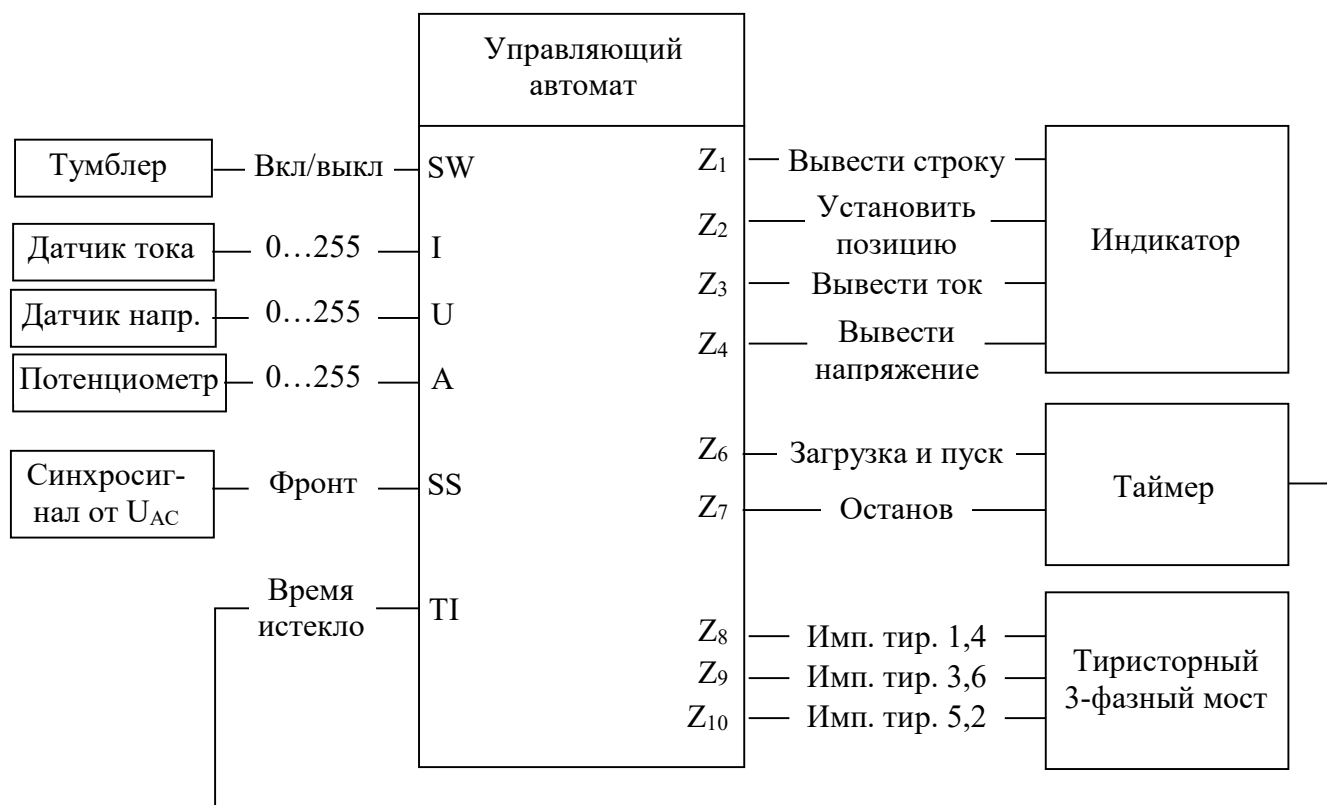 Управляющий
автомат
Тумблер
Вкл/выкл
SW
Z1
Вывести строку
Z2
Установить
позицию
Индикатор
Датчик тока
0…255
I
Z3
Вывести ток
Датчик напр.
0…255
U
Z4
Вывести
напряжение
Потенциометр
0…255
A
Синхросиг-
нал от UAC
Фронт
SS
Z6
Загрузка и пуск
Z7
Останов
Таймер
Время
истекло
TI
Z8
Имп. тир. 1,4
Z9
Имп. тир. 3,6
Z10
Имп. тир. 5,2
Тиристорный
3-фазный мост